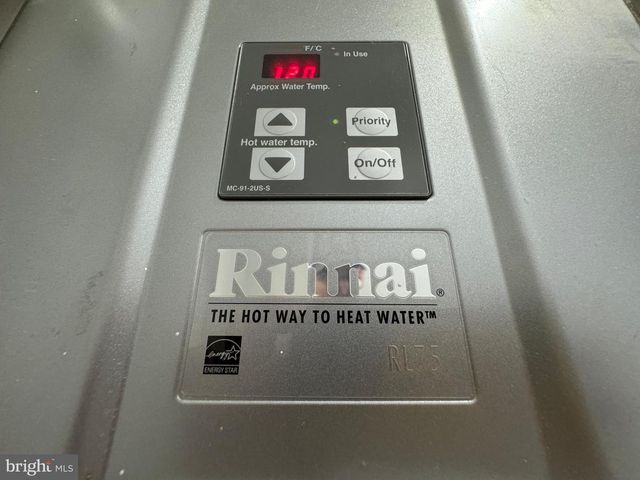 °F/°C
In Use
120
Approx Water Temp.
Priority
Hot water temp.
On/Off
MC-91-2US-S
Rinnai®
THE HOT WAY TO HEAT WATER™
energy
ENERGY STAR
RL75
bright MLS